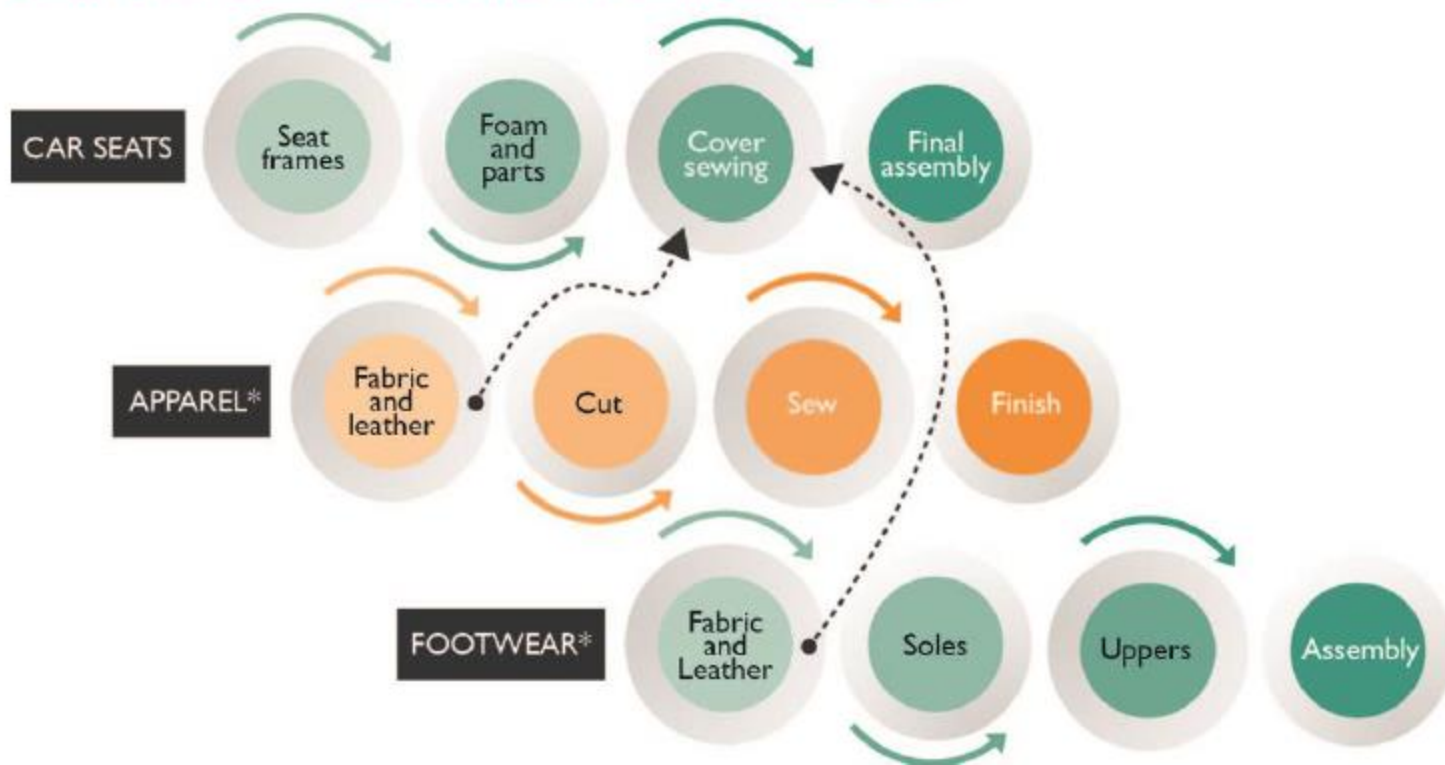 CAR SEATS
Seat
frames
Foam
and
parts
Cover
sewing
Final
assembly
APPAREL*
Fabric
and
leather
Cut
Sew
Finish
FOOTWEAR*
Fabric
and
Leather
Soles
Uppers
Assembly